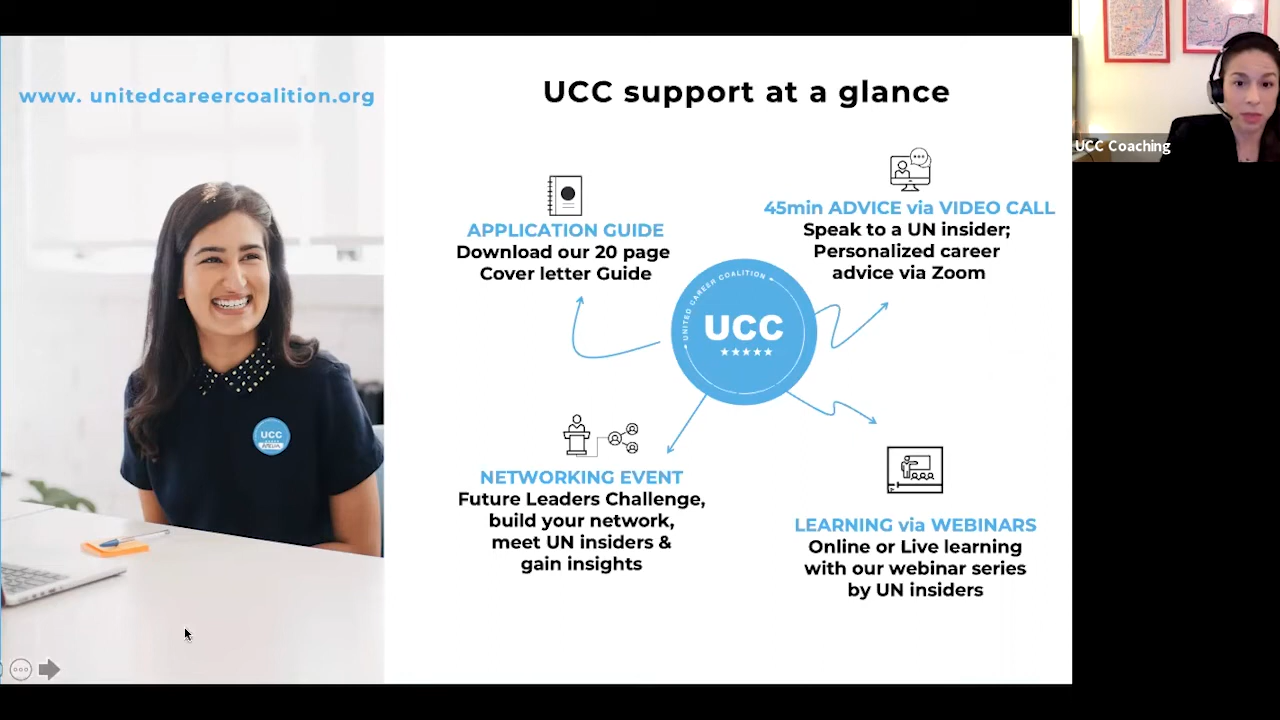 www. unitedcareercoalition.org
UCC support at a glance
UCC Coaching
APPLICATION GUIDE
Download our 20 page
Cover letter Guide
45min ADVICE via VIDEO CALL
Speak to a UN insider;
Personalized career
advice via Zoom
UNITED CAREER COALITION
UCC
UCC
NETWORKING EVENT
Future Leaders Challenge,
build your network,
meet UN insiders &
gain insights
LEARNING via WEBINARS
Online or Live learning
with our webinar series
by UN insiders